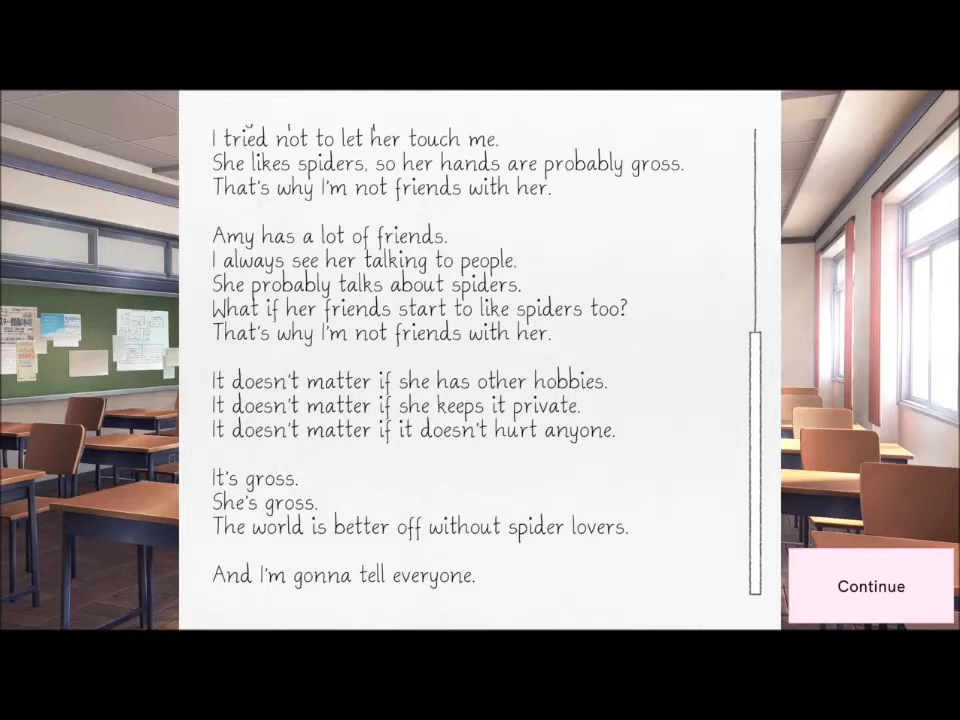 I tried not to let her touch me.
She likes spiders, so her hands are probably gross.
That's why I'm not friends with her.
Amy has a lot of friends.
I always see her talking to people.
She probably talks about spiders.
What if her friends start to like spiders too?
That's why I'm not friends with her.
It doesn't matter if she has other hobbies.
It doesn't matter if she keeps it private.
It doesn't matter if it doesn't hurt anyone.
It's gross.
She's gross.
The world is better off without spider lovers.
And I'm gonna tell everyone.
Continue